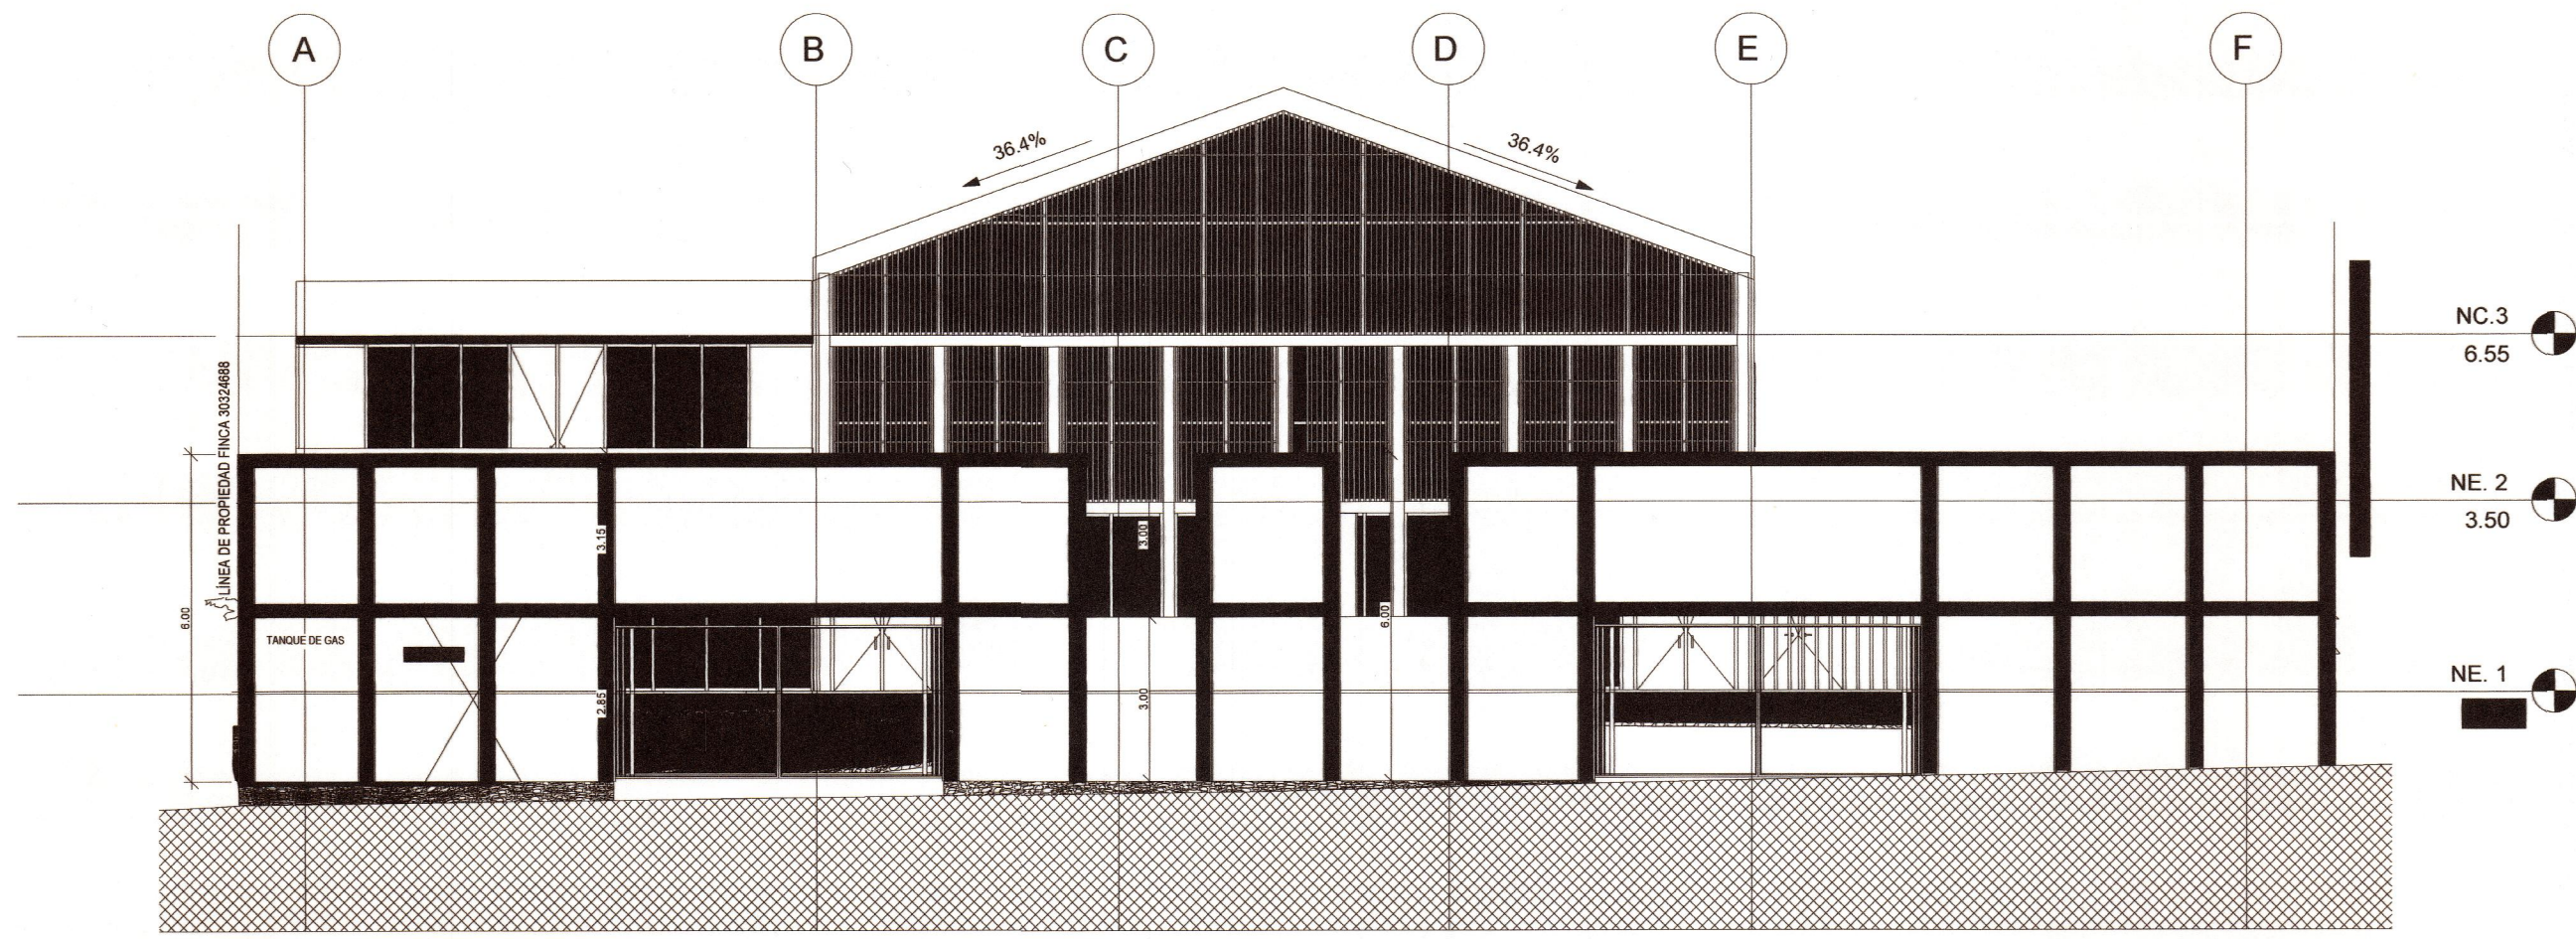 A
B
C
D
E
F
36.4%
36.4%
NC.3
6.55
NE. 2
3.50
NE. 1
LÍNEA DE PROPIEDAD FINCA 30324688
6.00
TANQUE DE GAS
3.15
2.85
3.00
3.00
6.00